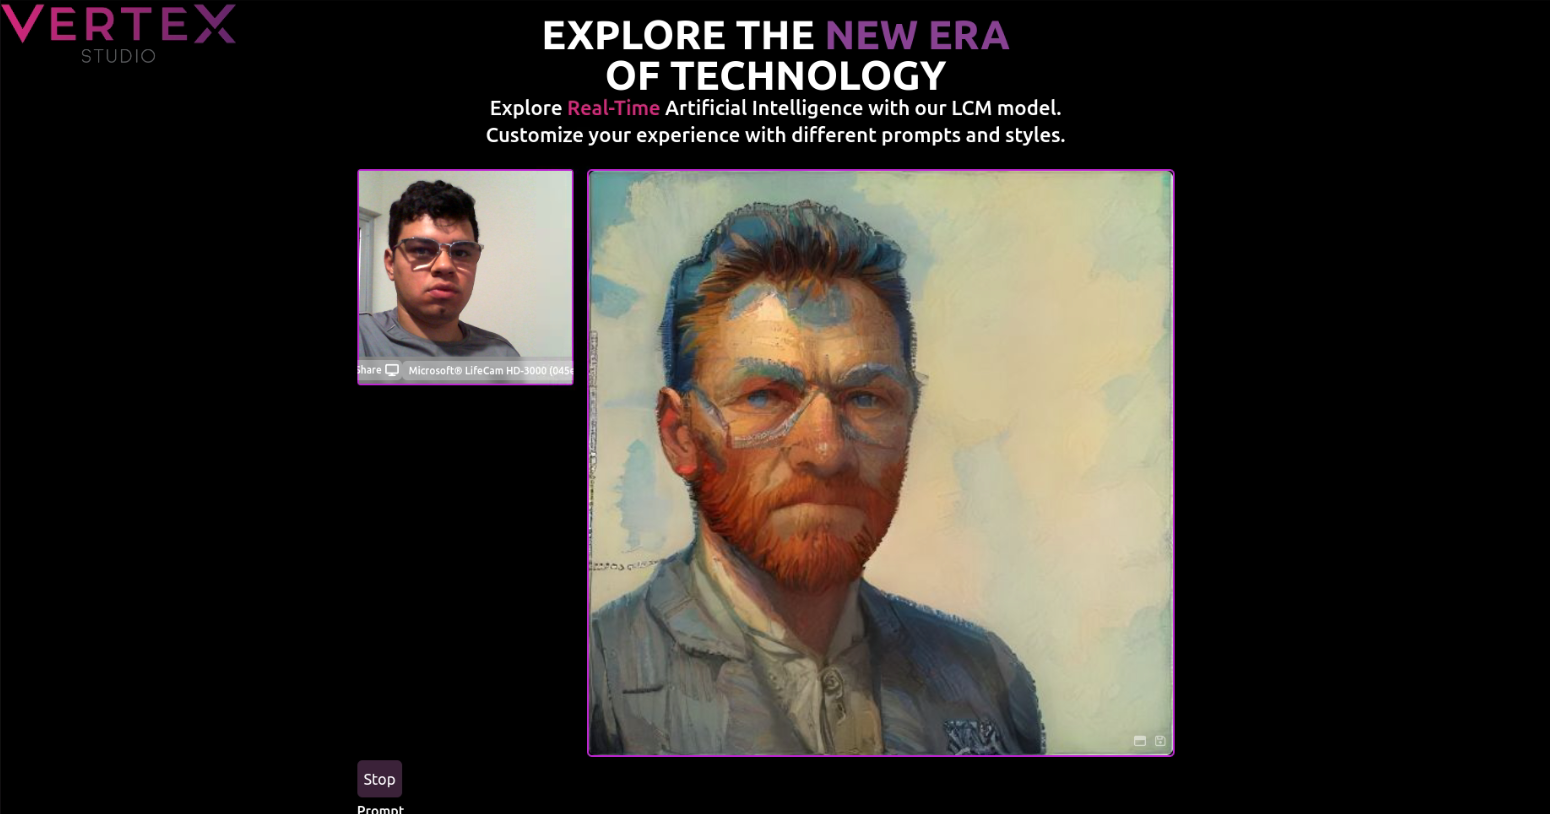 VERTEX
STUDIO
EXPLORE THE NEW ERA
OF TECHNOLOGY
Explore Real-Time Artificial Intelligence with our LCM model.
Customize your experience with different prompts and styles.
Share
Microsoft® LifeCam HD-3000 (045e
Stop
Prompt